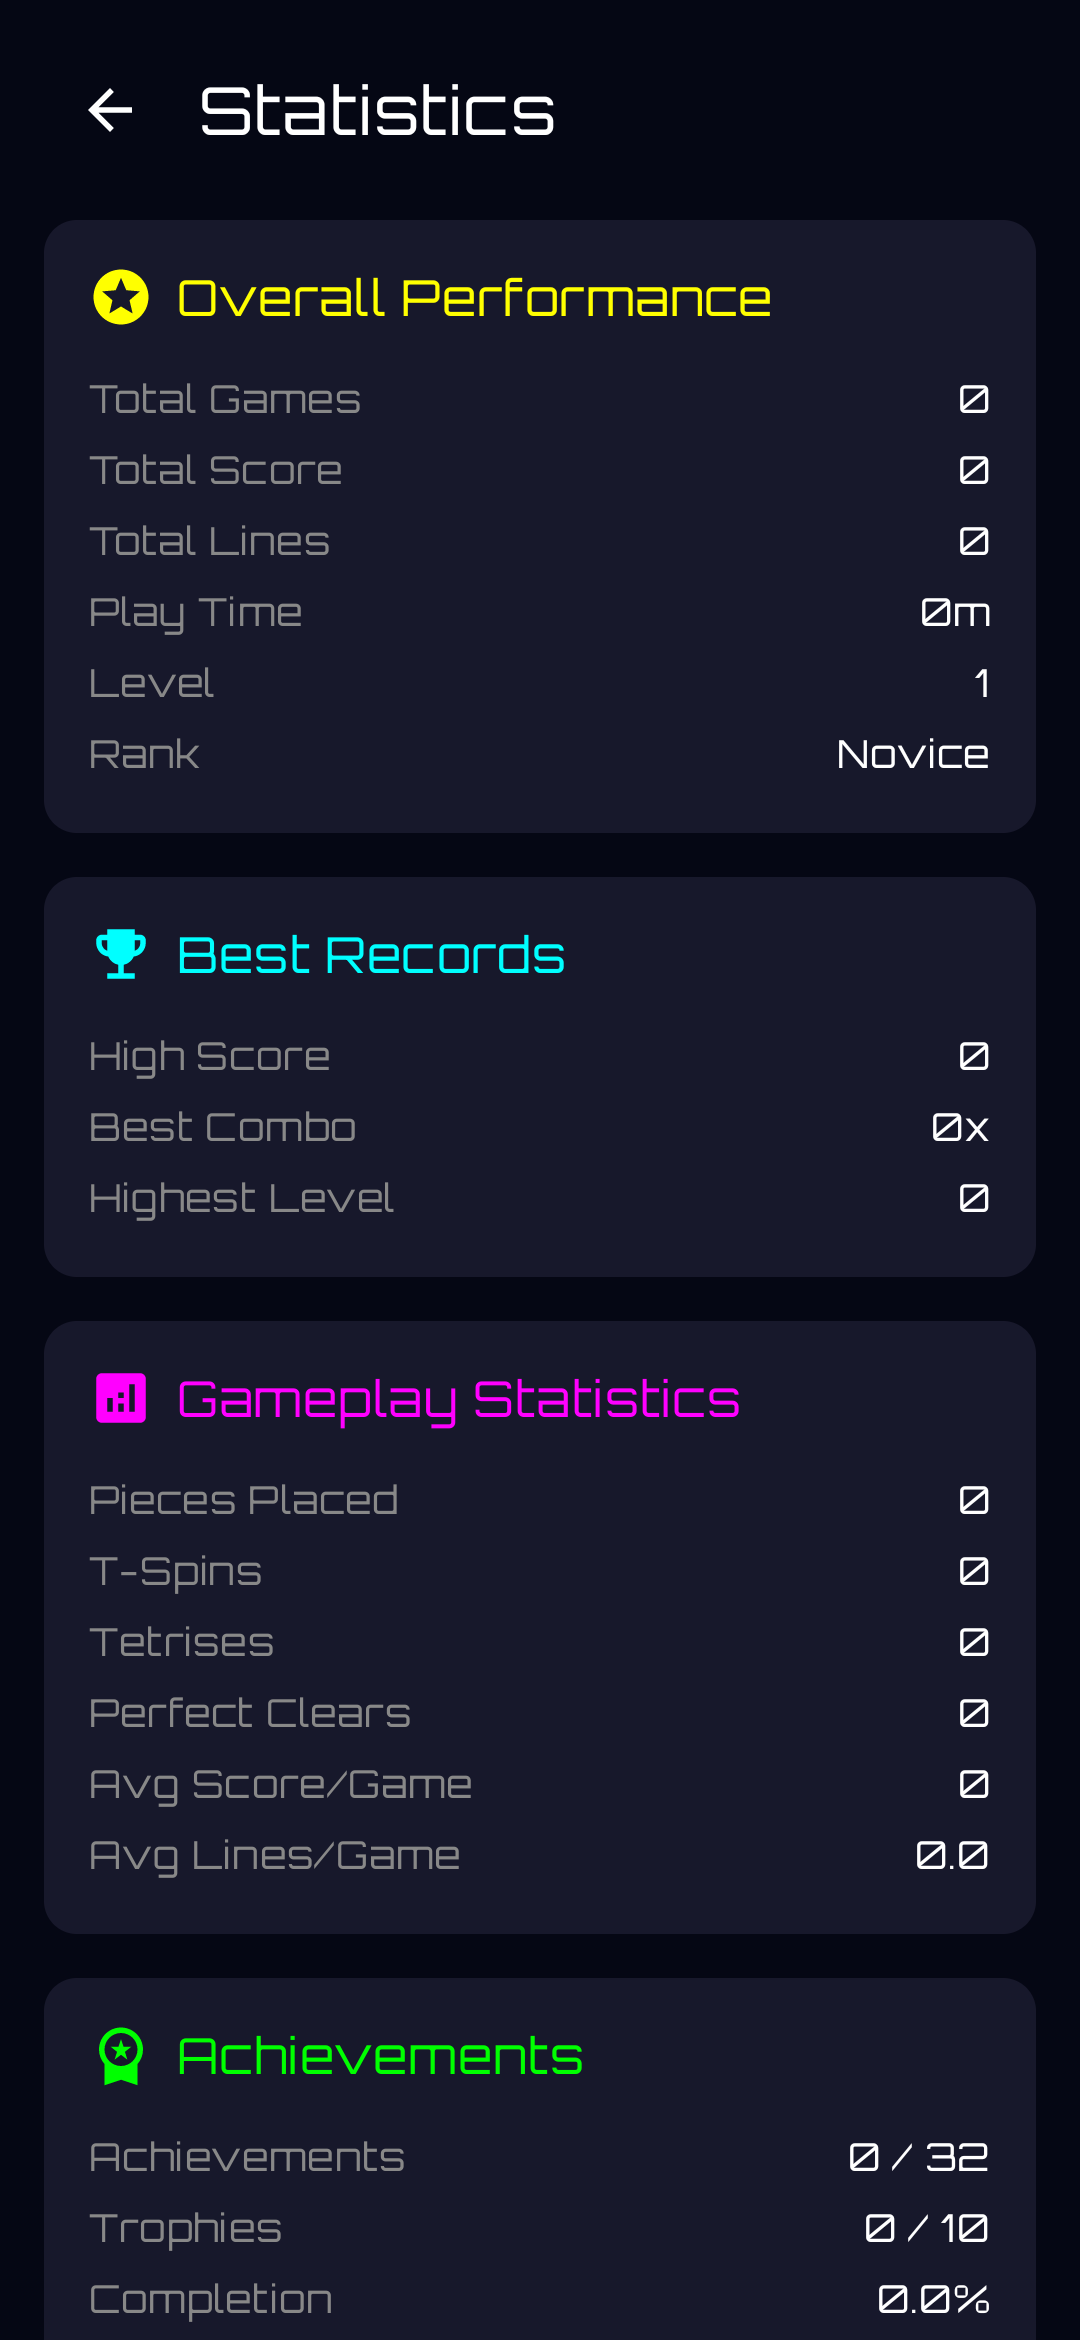 Statistics
Overall Performance
Total Games 0
Total Score 0
Total Lines 0
Play Time 0m
Level 1
Rank Novice
Best Records
High Score 0
Best Combo 0x
Highest Level 0
Gameplay Statistics
Pieces Placed 0
T-Spins 0
Tetrises 0
Perfect Clears 0
Avg Score/Game 0
Avg Lines/Game 0.0
Achievements
Achievements 0 / 32
Trophies 0 / 10
Completion 0.0%